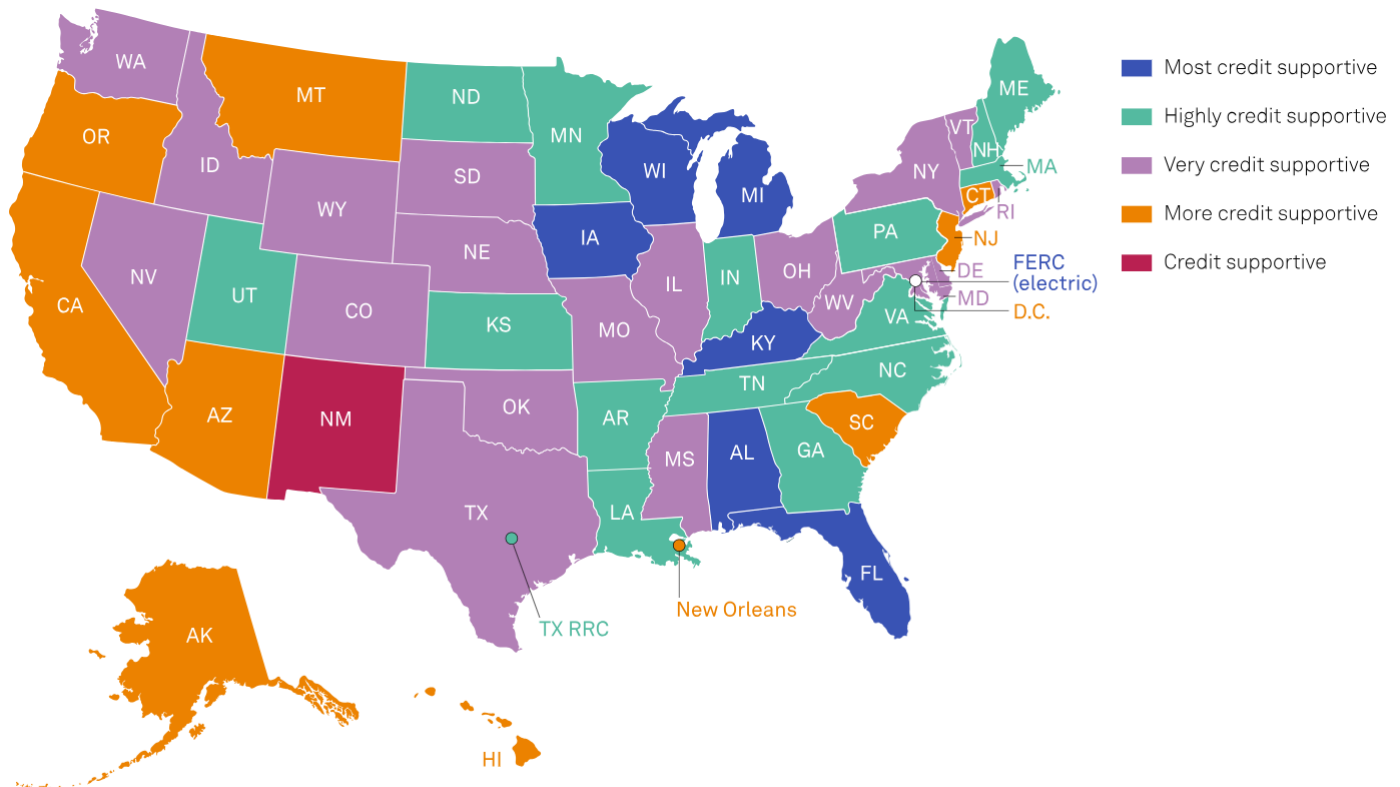 WA
MT
ND
MN
ME
OR
ID
SD
WI
MI
NY
VT
NH
MA
WY
NE
IA
CT
RI
PA
NJ
NV
UT
CO
KS
IL
IN
OH
WV
DE
MD
FERC
(electric)
D.C.
CA
MO
KY
VA
AZ
NM
OK
AR
TN
NC
TX
MS
AL
GA
SC
LA
FL
TX RRC
New Orleans
AK
HI
Most credit supportive
Highly credit supportive
Very credit supportive
More credit supportive
Credit supportive